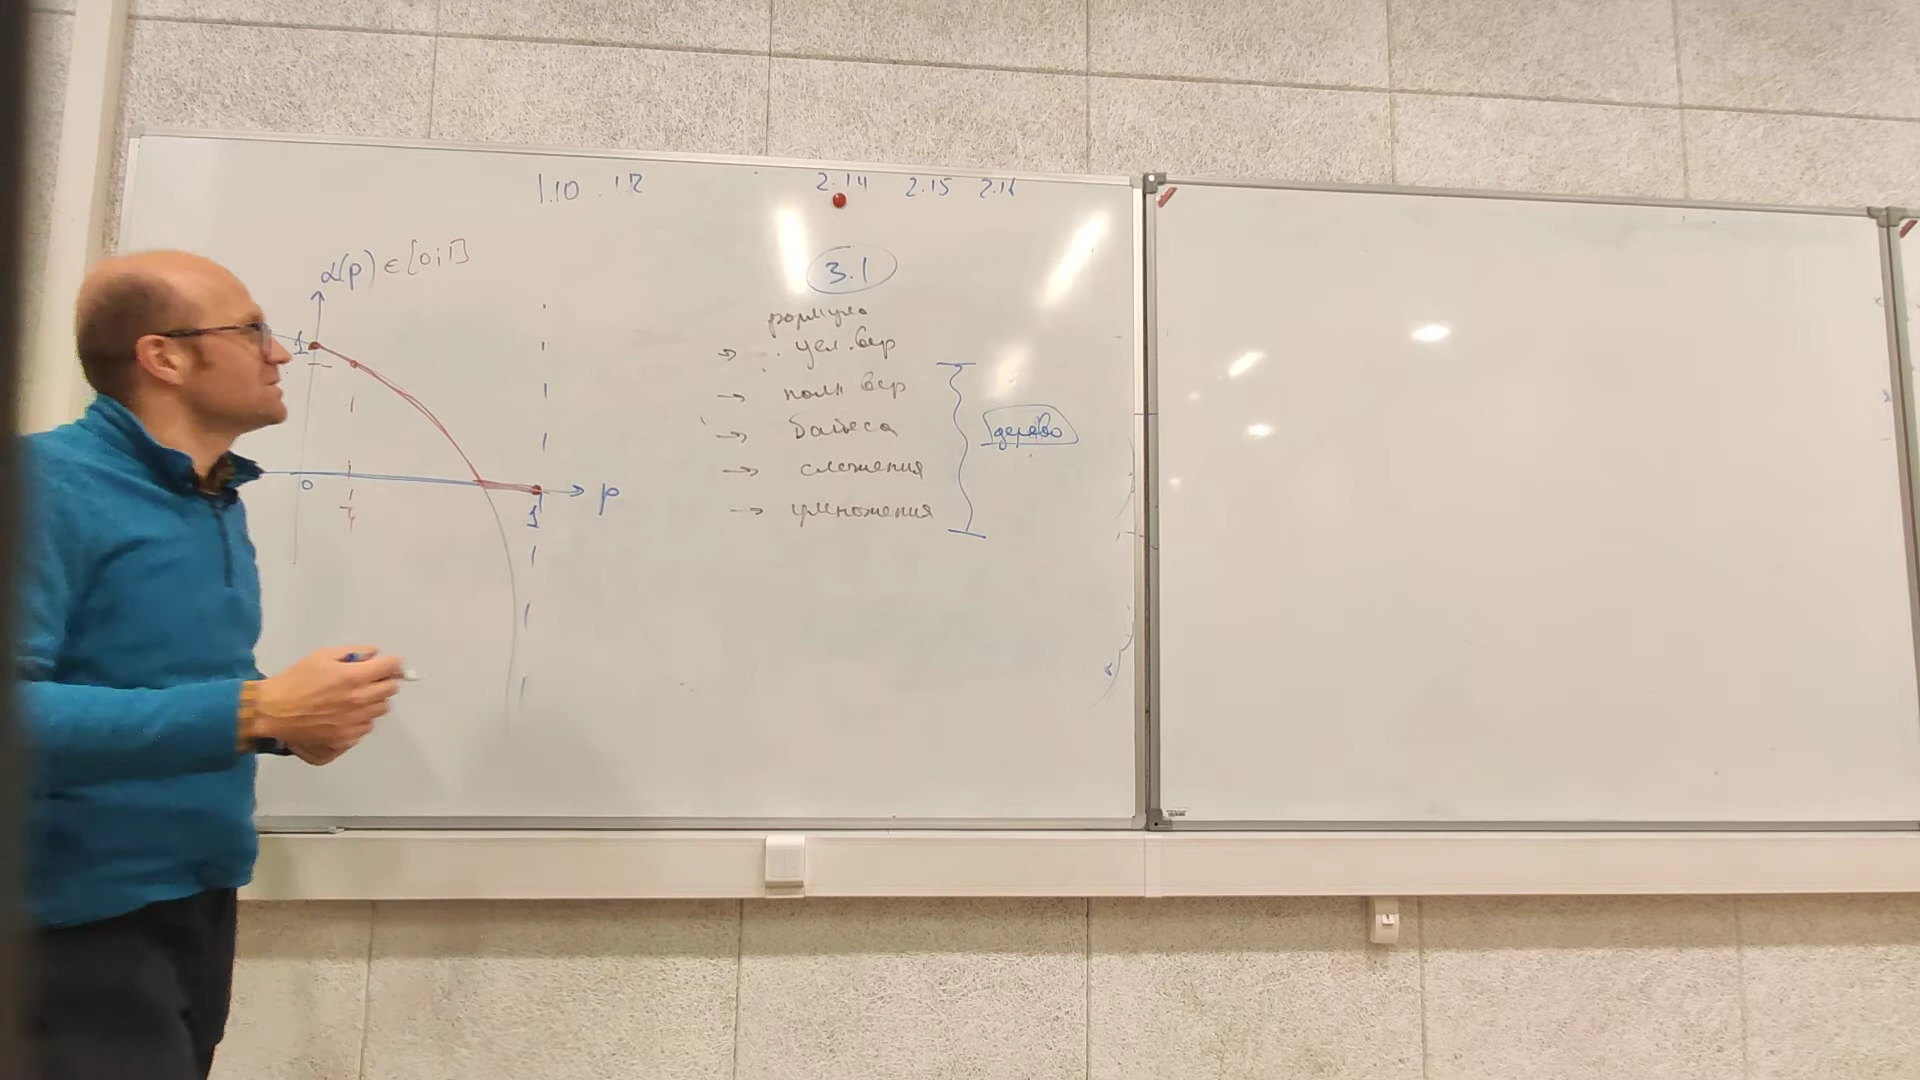 1.10 . 1.12 2.14 2.15 2.16
α(p) ∈ [0;1]
1
0
1
p
3.1
формула
→ усл. вер
→ полн вер
→ Байеса
→ сложения
→ умножения
дерево